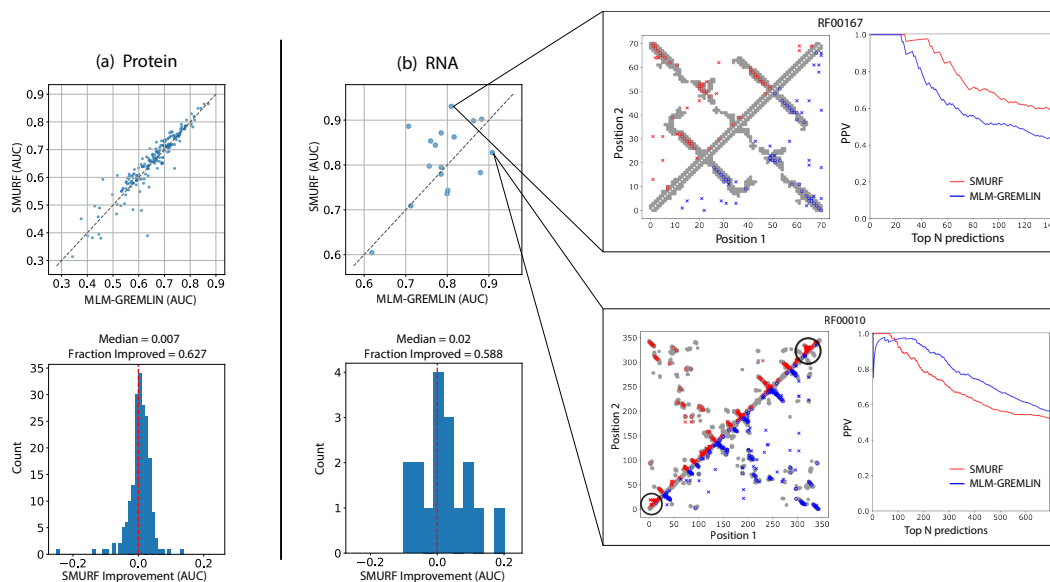 (a) Protein
SMURF (AUC)
0.9
0.8
0.7
0.6
0.5
0.4
0.3
0.3 0.4 0.5 0.6 0.7 0.8 0.9
MLM-GREMLIN (AUC)
Median = 0.007
Fraction Improved = 0.627
Count
35
30
25
20
15
10
5
0
−0.2 0.0 0.2
SMURF Improvement (AUC)
(b) RNA
SMURF (AUC)
0.9
0.8
0.7
0.6
0.6 0.7 0.8 0.9
MLM-GREMLIN (AUC)
Median = 0.02
Fraction Improved = 0.588
Count
4
3
2
1
0
−0.2 0.0 0.2
SMURF Improvement (AUC)
RF00167
Position 2
70
60
50
40
30
20
10
0
0 10 20 30 40 50 60 70
Position 1
PPV
1.0
0.8
0.6
0.4
0.2
0.0
SMURF
MLM-GREMLIN
0 20 40 60 80 100 120 140
Top N predictions
RF00010
Position 2
350
300
250
200
150
100
50
0
0 50 100 150 200 250 300 350
Position 1
PPV
1.0
0.8
0.6
0.4
0.2
0.0
SMURF
MLM-GREMLIN
0 100 200 300 400 500 600
Top N predictions